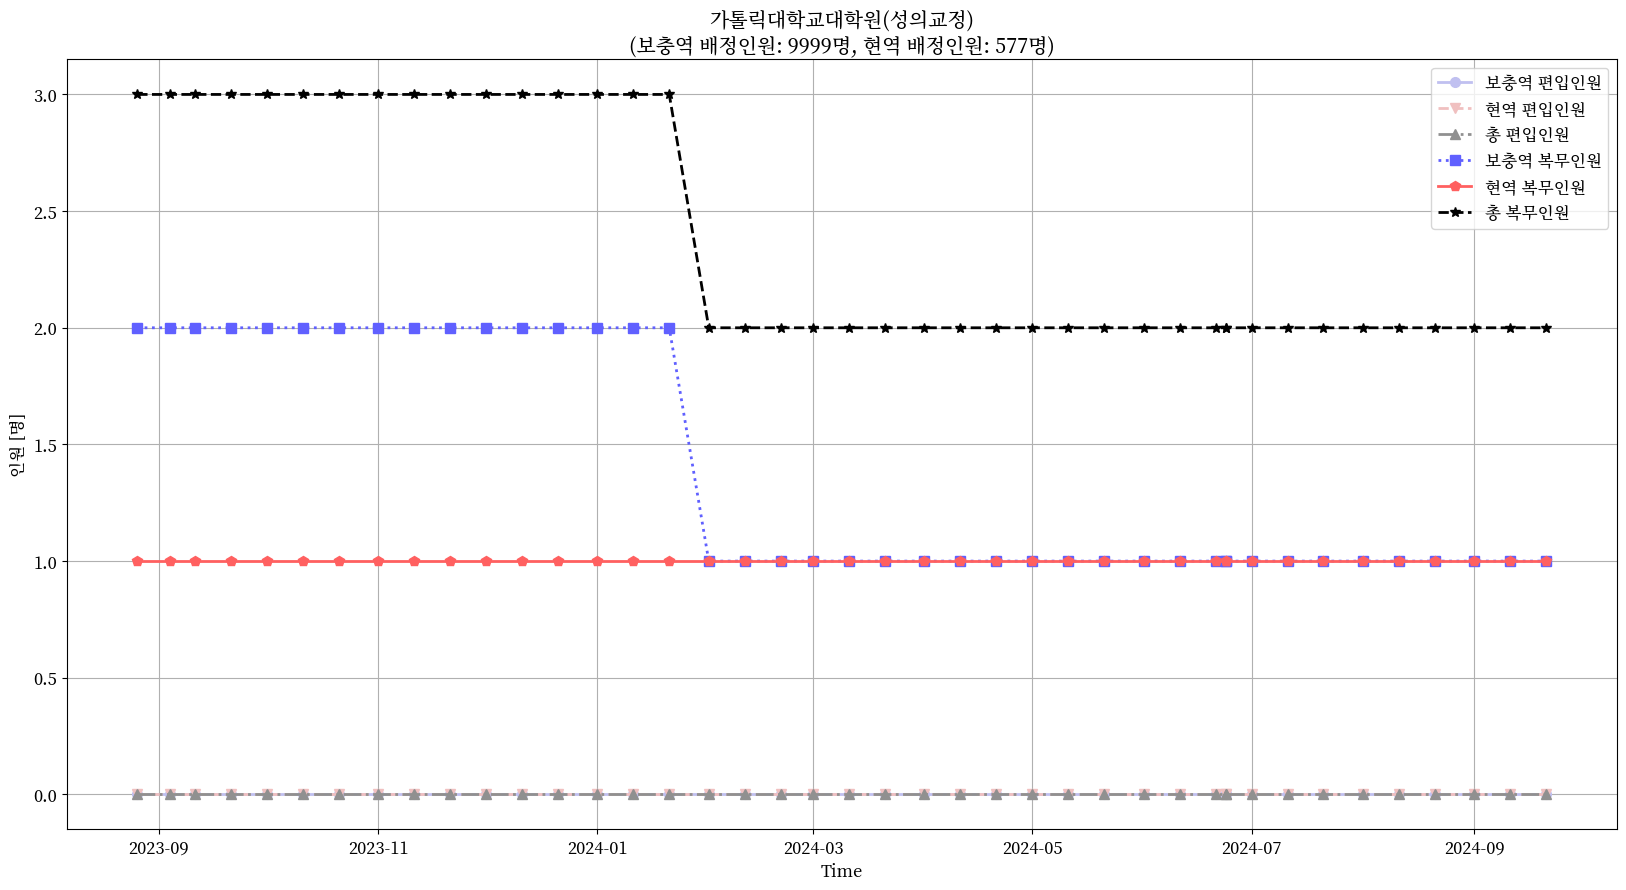 가톨릭대학교대학원(성의교정)
(보충역 배정인원: 9999명, 현역 배정인원: 577명)
보충역 편입인원
현역 편입인원
총 편입인원
보충역 복무인원
현역 복무인원
총 복무인원
인원 [명]
3.0
2.5
2.0
1.5
1.0
0.5
0.0
2023-09
2023-11
2024-01
2024-03
2024-05
2024-07
2024-09
Time